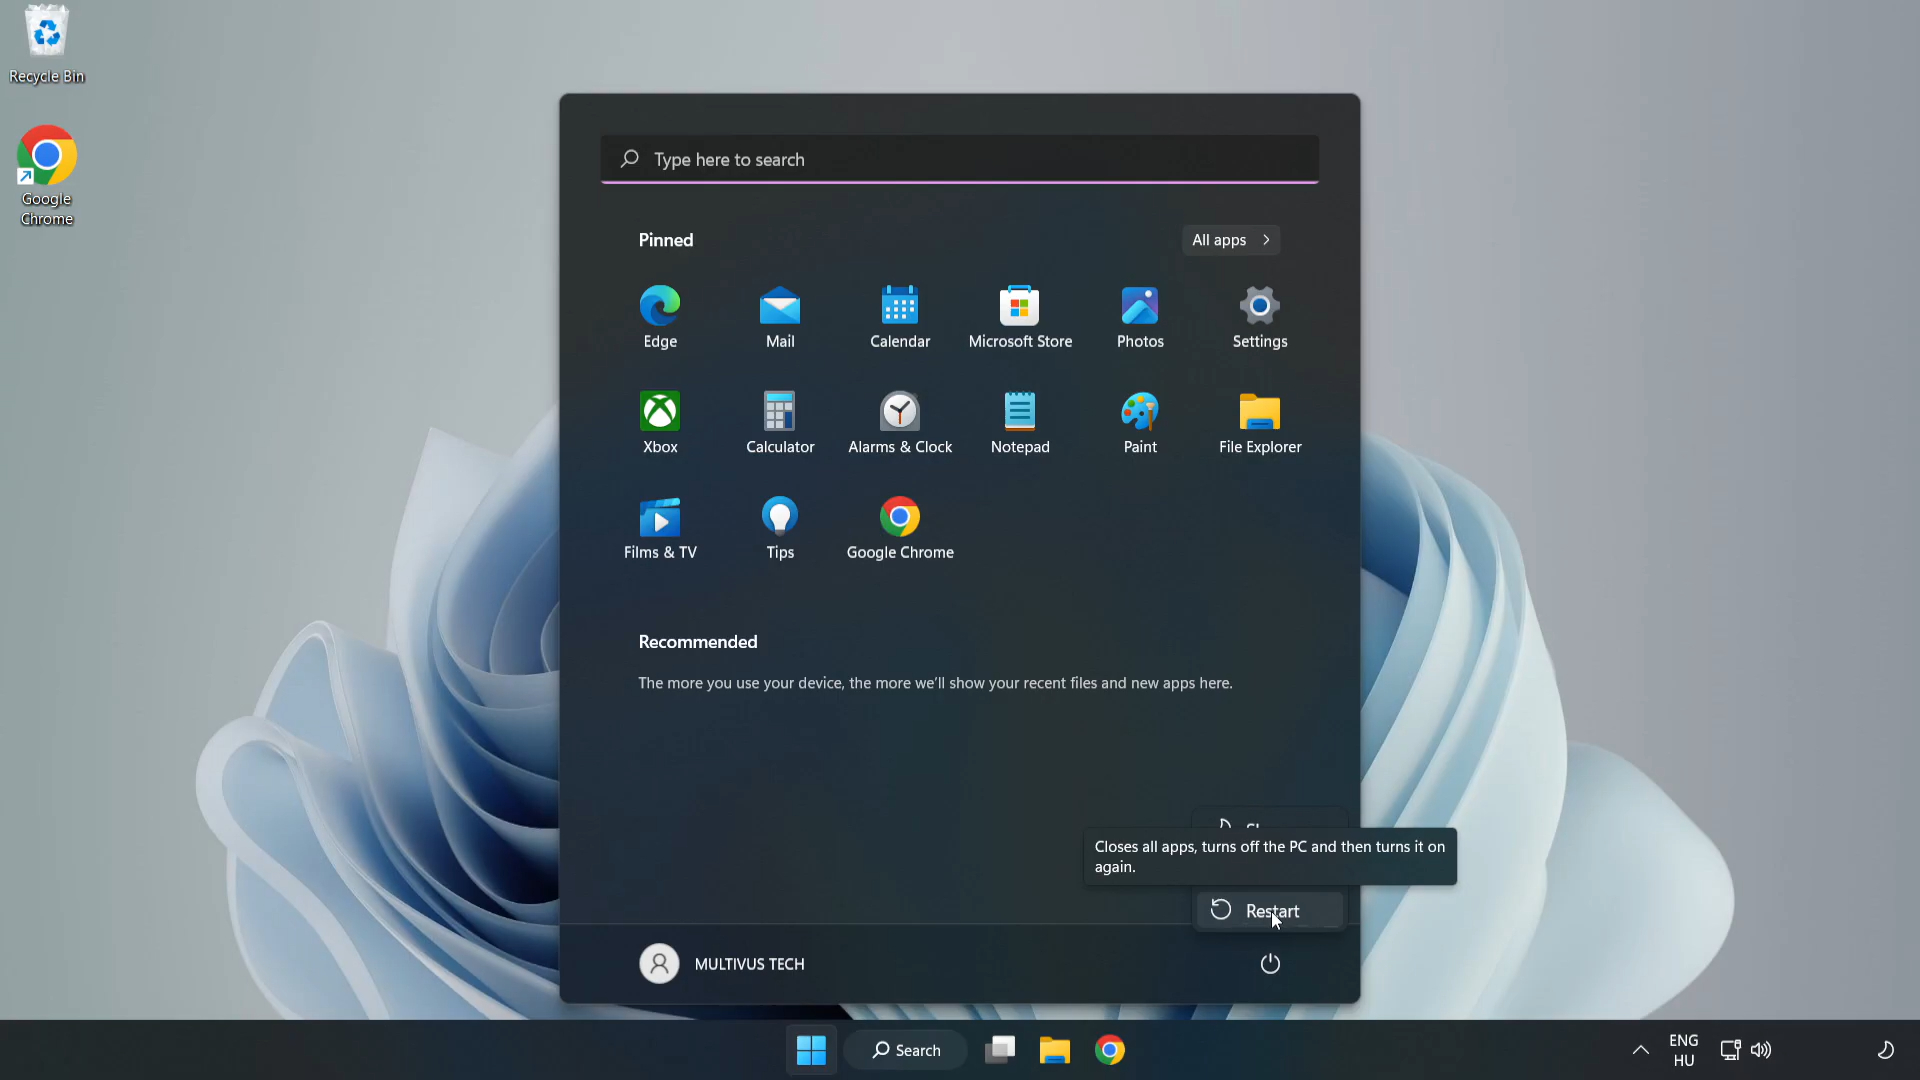 Recycle Bin
Google
Chrome
Type here to search
Pinned
All apps
Edge
Mail
Calendar
Microsoft Store
Photos
Settings
Xbox
Calculator
Alarms & Clock
Notepad
Paint
File Explorer
Films & TV
Tips
Google Chrome
Recommended
The more you use your device, the more we'll show your recent files and new apps here.
Closes all apps, turns off the PC and then turns it on
again.
Restart
MULTIVUS TECH
Search
ENG
HU